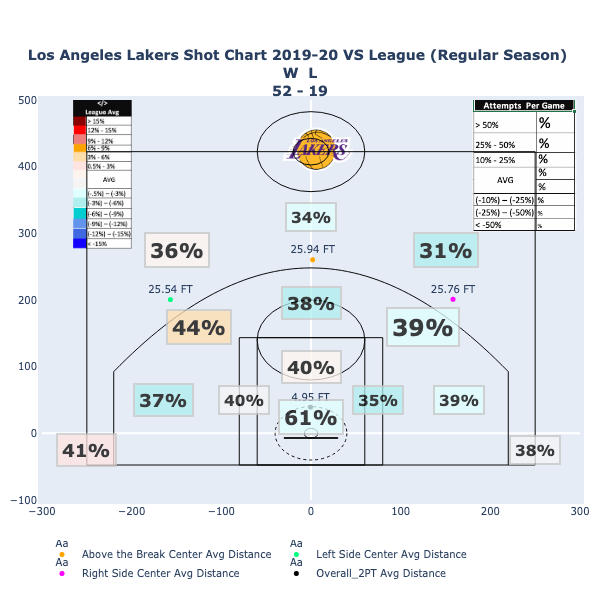 Los Angeles Lakers Shot Chart 2019-20 VS League (Regular Season)
W L
52 - 19
</>
League Avg
> 15%
12% - 15%
9% - 12%
6% - 9%
3% - 6%
0.5% - 3%
AVG
(-.5%) – (-3%)
(-3%) – (-6%)
(-6%) – (-9%)
(-9%) – (-12%)
(-12%) – (-15%)
< -15%
LOS ANGELES
LAKERS
Attempts Per Game
> 50% %
25% - 50% %
10% - 25% %
AVG %
%
(-10%) – (-25%) %
(-25%) – (-50%) %
< -50% %
34%
36% 25.94 FT 31%
25.54 FT 25.76 FT
38%
44% 39%
40%
37% 40% 4.95 FT 35% 39%
61%
41% 38%
500
400
300
200
100
0
−100
−300 −200 −100 0 100 200 300
Aa Above the Break Center Avg Distance
Aa Left Side Center Avg Distance
Aa Right Side Center Avg Distance
Aa Overall_2PT Avg Distance